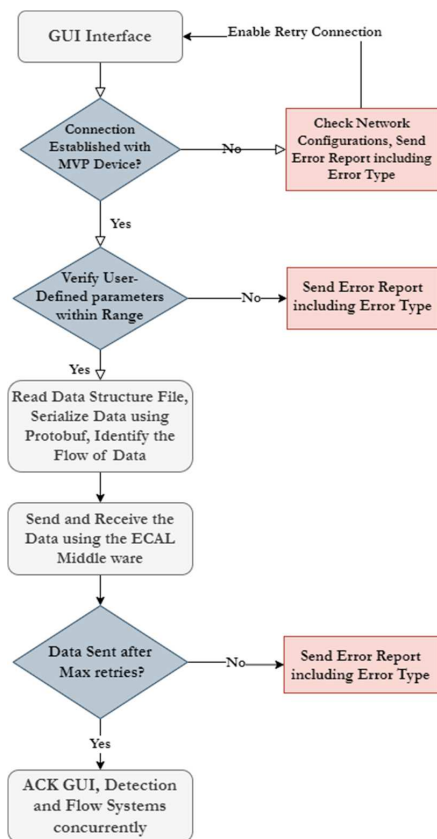 GUI Interface
Enable Retry Connection
Connection
Established with
MVP Device?
No
Check Network
Configurations, Send
Error Report including
Error Type
Yes
Verify User-
Defined parameters
within Range
No
Send Error Report
including Error Type
Yes
Read Data Structure File,
Serialize Data using
Protobuf, Identify the
Flow of Data
Send and Receive the
Data using the ECAL
Middle ware
Data Sent after
Max retries?
No
Send Error Report
including Error Type
Yes
ACK GUI, Detection
and Flow Systems
concurrently